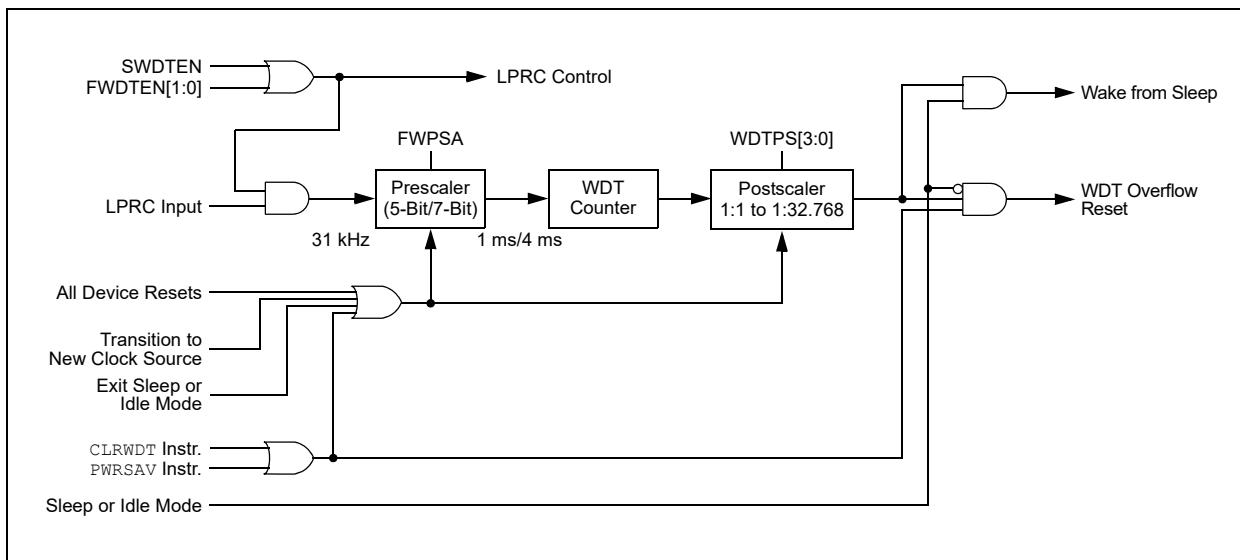 SWDTEN
FWDTEN[1:0]
LPRC Control
Wake from Sleep
FWPSA
WDTPS[3:0]
LPRC Input
Prescaler
(5-Bit/7-Bit)
WDT
Counter
Postscaler
1:1 to 1:32.768
WDT Overflow
Reset
31 kHz
1 ms/4 ms
All Device Resets
Transition to
New Clock Source
Exit Sleep or
Idle Mode
CLRWDT Instr.
PWRSAV Instr.
Sleep or Idle Mode